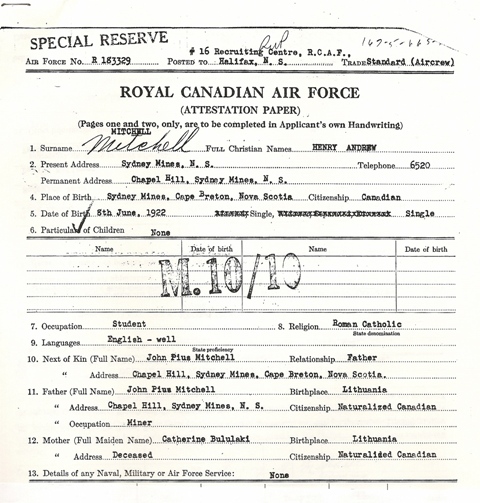 SPECIAL RESERVE
# 16 Recruiting Centre, R.C.A.F.,
AIR FORCE No. R 183329 POSTED TO Halifax, N. S. TRADE Standard (Aircrew)
ROYAL CANADIAN AIR FORCE
(ATTESTATION PAPER)
(Pages one and two, only, are to be completed in Applicant's own Handwriting)
MITCHELL
1. Surname Mitchell FULL CHRISTIAN NAMES HENRY ANDREW
2. Present Address Sydney Mines, N. S. Telephone 6520
Permanent Address Chapel Hill, Sydney Mines, N. S.
4. Place of Birth Sydney Mines, Cape Breton, Nova Scotia Citizenship Canadian
5. Date of Birth 8th June, 1922 Single, Single
6. Particulars of Children None
Name Date of birth Name Date of birth
M.10/10
7. Occupation Student 8. Religion Roman Catholic
State denomination
9. Languages English - well
State proficiency
10. Next of Kin (Full Name) John Pius Mitchell Relationship Father
" Address Chapel Hill, Sydney Mines, Cape Breton, Nova Scotia.
11. Father (Full Name) John Pius Mitchell Birthplace Lithuania
" Address Chapel Hill, Sydney Mines, N. S. Citizenship Naturalized Canadian
" Occupation Miner
12. Mother (Full Maiden Name) Catherine Bululaki Birthplace Lithuania
" Address Deceased Citizenship Naturalized Canadian
13. Details of any Naval, Military or Air Force Service: None